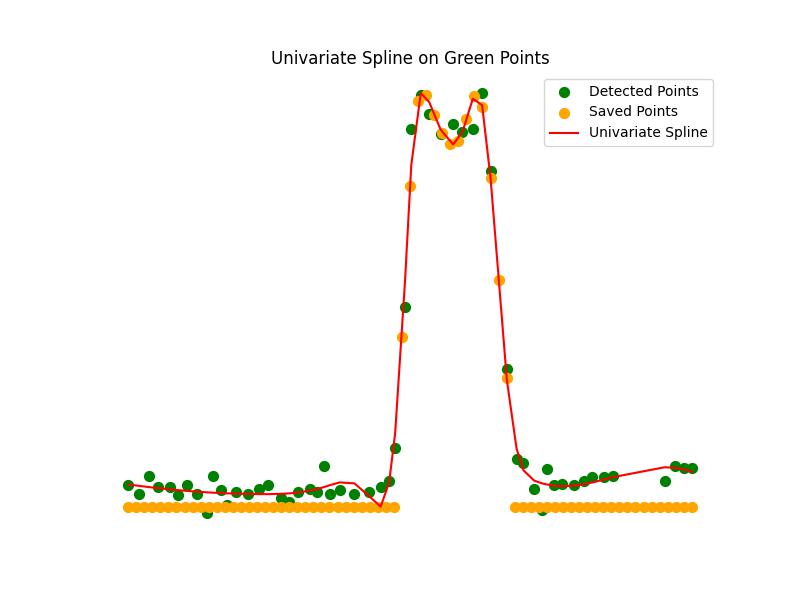 Univariate Spline on Green Points
Detected Points
Saved Points
Univariate Spline